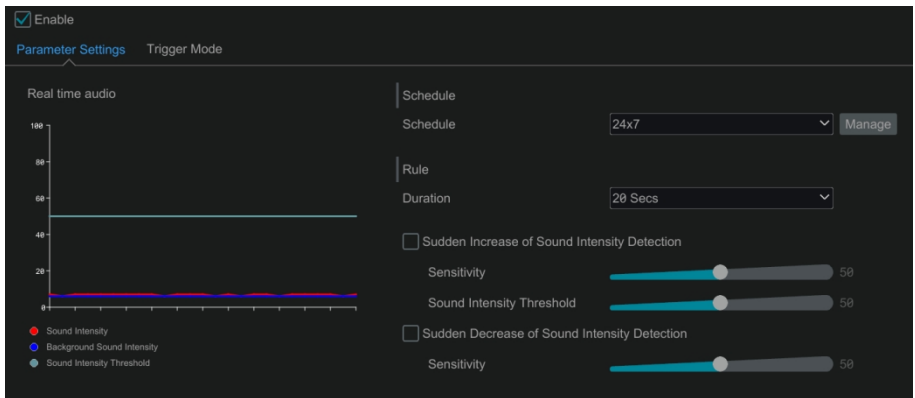 Enable
Parameter Settings Trigger Mode
Real time audio
100
80
60
40
20
0
Sound Intensity
Background Sound Intensity
Sound Intensity Threshold
Schedule
Schedule 24x7 Manage
Rule
Duration 20 Secs
Sudden Increase of Sound Intensity Detection
Sensitivity 50
Sound Intensity Threshold 50
Sudden Decrease of Sound Intensity Detection
Sensitivity 50